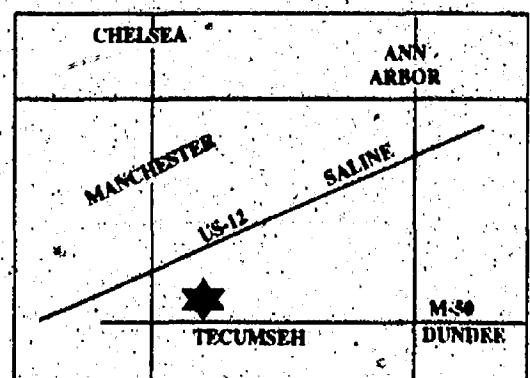 CHELSEA
ANN
ARBOR
MANCHESTER
SALINE
US-12
M-50
TECUMSEH
DUNDEE